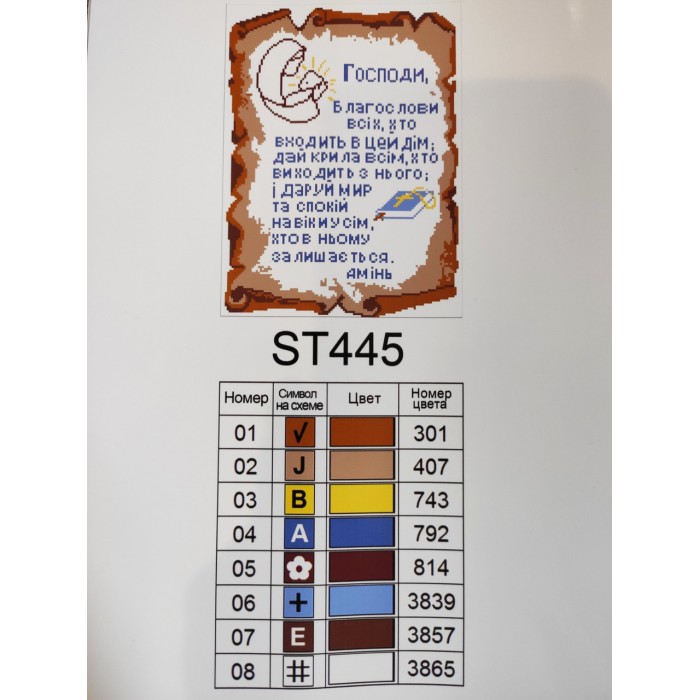 Господи,
Благослови
всіх, хто
входить в цей дім;
дай крила всім, хто
виходить з нього;
і даруй мир
та спокій
навіки усім,
хто в ньому
залишається.
Амінь
ST445
Номер Символ на схеме Цвет Номер цвета
01 √ 301
02 J 407
03 B 743
04 A 792
05 814
06 + 3839
07 E 3857
08 # 3865